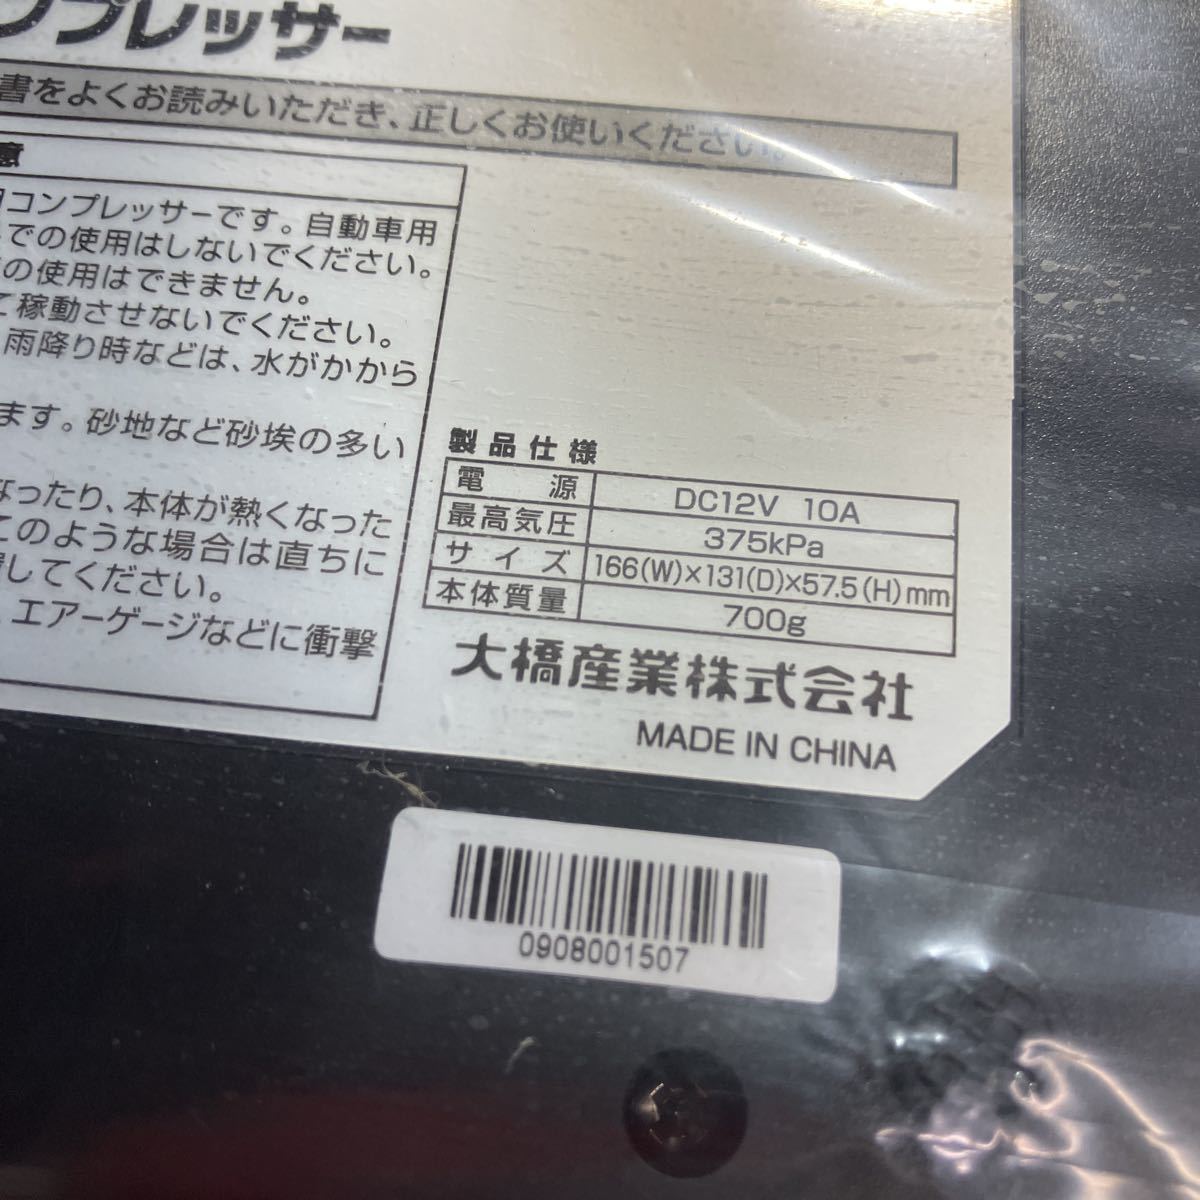 ンプレッサー
書をよくお読みいただき、正しくお使いください。
意
コンプレッサーです。自動車用
での使用はしないでください。
の使用はできません。
て稼動させないでください。
雨降り時などは、水がかから
ます。砂地など砂埃の多い
なったり、本体が熱くなった
このような場合は直ちに
してください。
エアーゲージなどに衝撃
製品仕様
電源 DC12V 10A
最高気圧 375kPa
サイズ 166(W)×131(D)×57.5(H)mm
本体質量 700g
大橋産業株式会社
MADE IN CHINA
0908001507